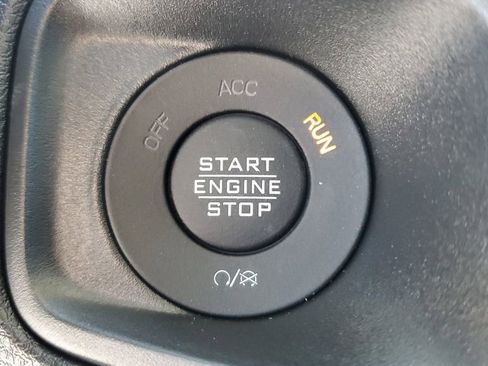 OFF
ACC
RUN
START
ENGINE
STOP